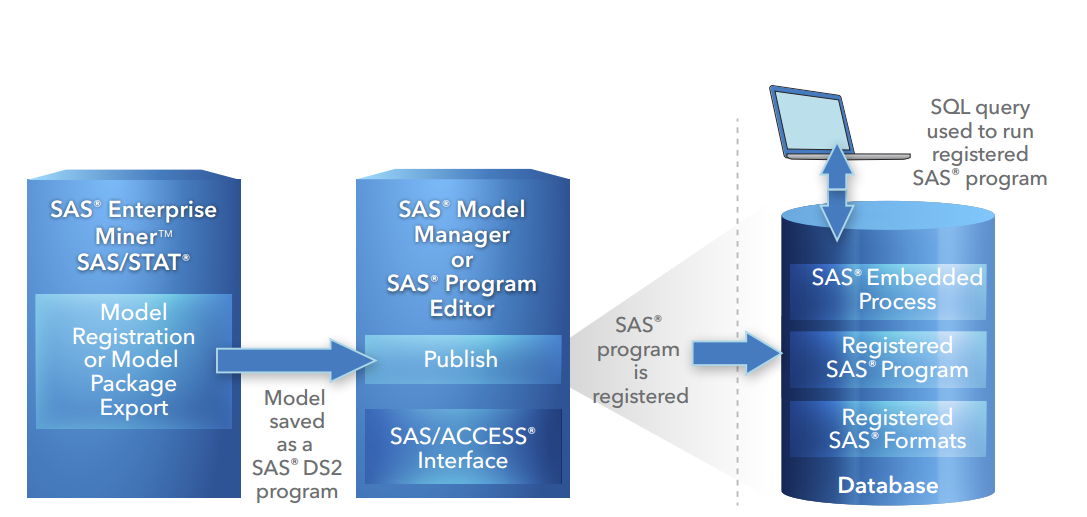 SAS® Enterprise
Miner™
SAS/STAT®
Model
Registration
or Model
Package
Export
Model
saved
as a
SAS® DS2
program
SAS® Model
Manager
or
SAS® Program
Editor
Publish
SAS/ACCESS®
Interface
SAS®
program
is
registered
SQL query
used to run
registered
SAS® program
SAS® Embedded
Process
Registered
SAS® Program
Registered
SAS® Formats
Database